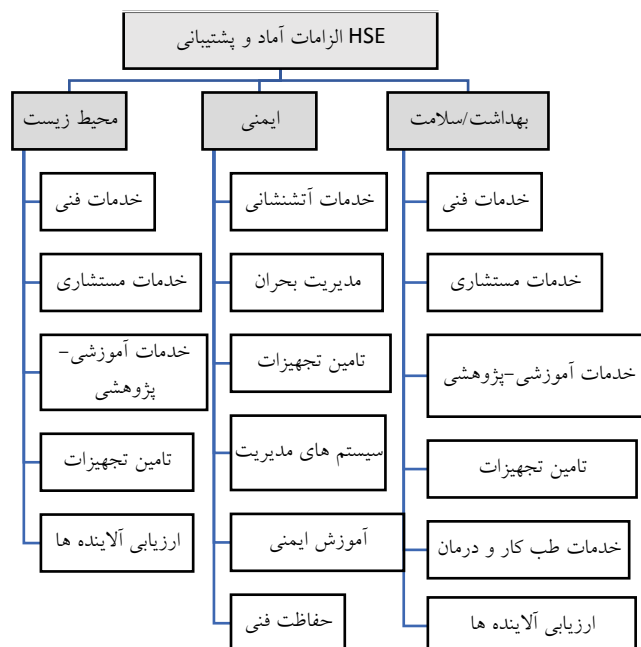 الزامات آماد و پشتیبانی HSE
بهداشت/سلامت
خدمات فنی
خدمات مستشاری
خدمات آموزشی-پژوهشی
تامین تجهیزات
خدمات طب کار و درمان
ارزیابی آلاینده ها
ایمنی
خدمات آتشنشانی
مدیریت بحران
تامین تجهیزات
سیستم های مدیریت
آموزش ایمنی
حفاظت فنی
محیط زیست
خدمات فنی
خدمات مستشاری
خدمات آموزشی-
پژوهشی
تامین تجهیزات
ارزیابی آلاینده ها